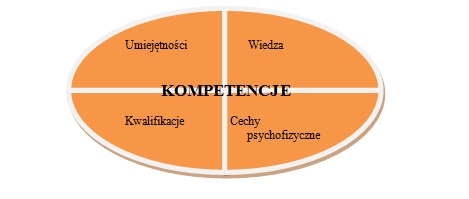 Umiejętności
Wiedza
KOMPETENCJE
Kwalifikacje
Cechy
psychofizyczne